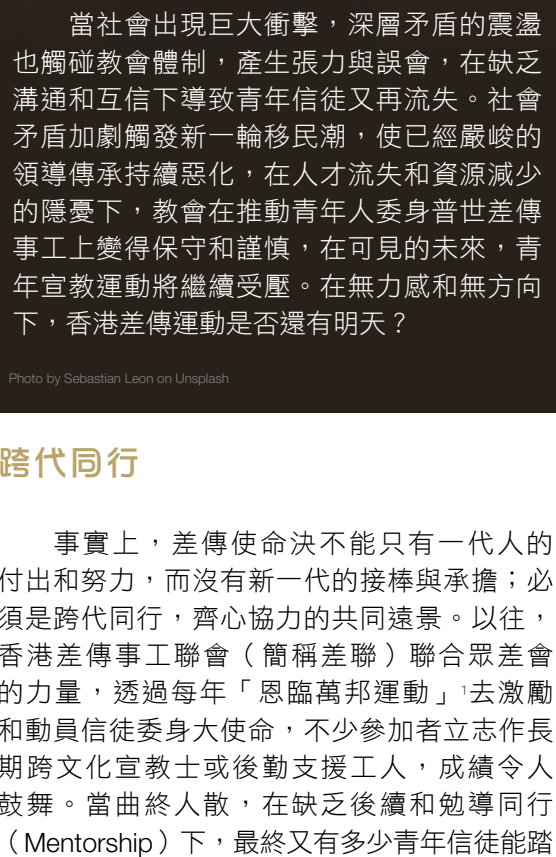 當社會出現巨大衝擊，深層矛盾的震盪
也觸碰教會體制，產生張力與誤會，在缺乏
溝通和互信下導致青年信徒又再流失。社會
矛盾加劇觸發新一輪移民潮，使已經嚴峻的
領導傳承持續惡化，在人才流失和資源減少
的隱憂下，教會在推動青年人委身普世差傳
事工上變得保守和謹慎，在可見的未來，青
年宣教運動將繼續受壓。在無力感和無方向
下，香港差傳運動是否還有明天？
Photo by Sebastian Leon on Unsplash
跨代同行
事實上，差傳使命決不能只有一代人的
付出和努力，而沒有新一代的接棒與承擔；必
須是跨代同行，齊心協力的共同遠景。以往，
香港差傳事工聯會（簡稱差聯）聯合眾差會
的力量，透過每年「恩臨萬邦運動」1去激勵
和動員信徒委身大使命，不少參加者立志作長
期跨文化宣教士或後勤支援工人，成績令人
鼓舞。當曲終人散，在缺乏後續和勉導同行
（Mentorship）下，最終又有多少青年信徒能踏